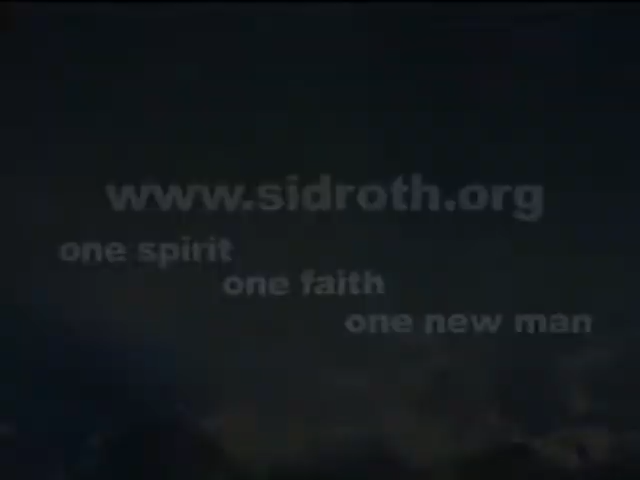 www.sidroth.org
one spirit
one faith
one new man